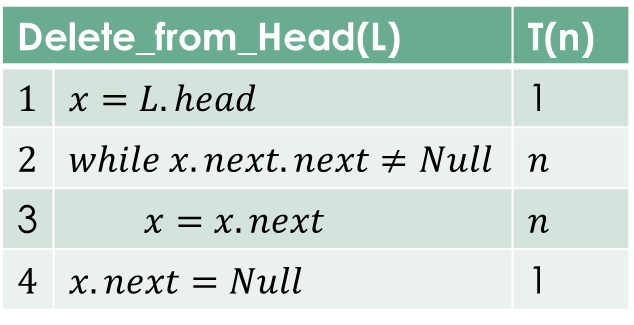 Delete_from_Head(L) T(n)
1 x = L.head 1
2 while x.next.next ≠ Null n
3 x = x.next n
4 x.next = Null 1